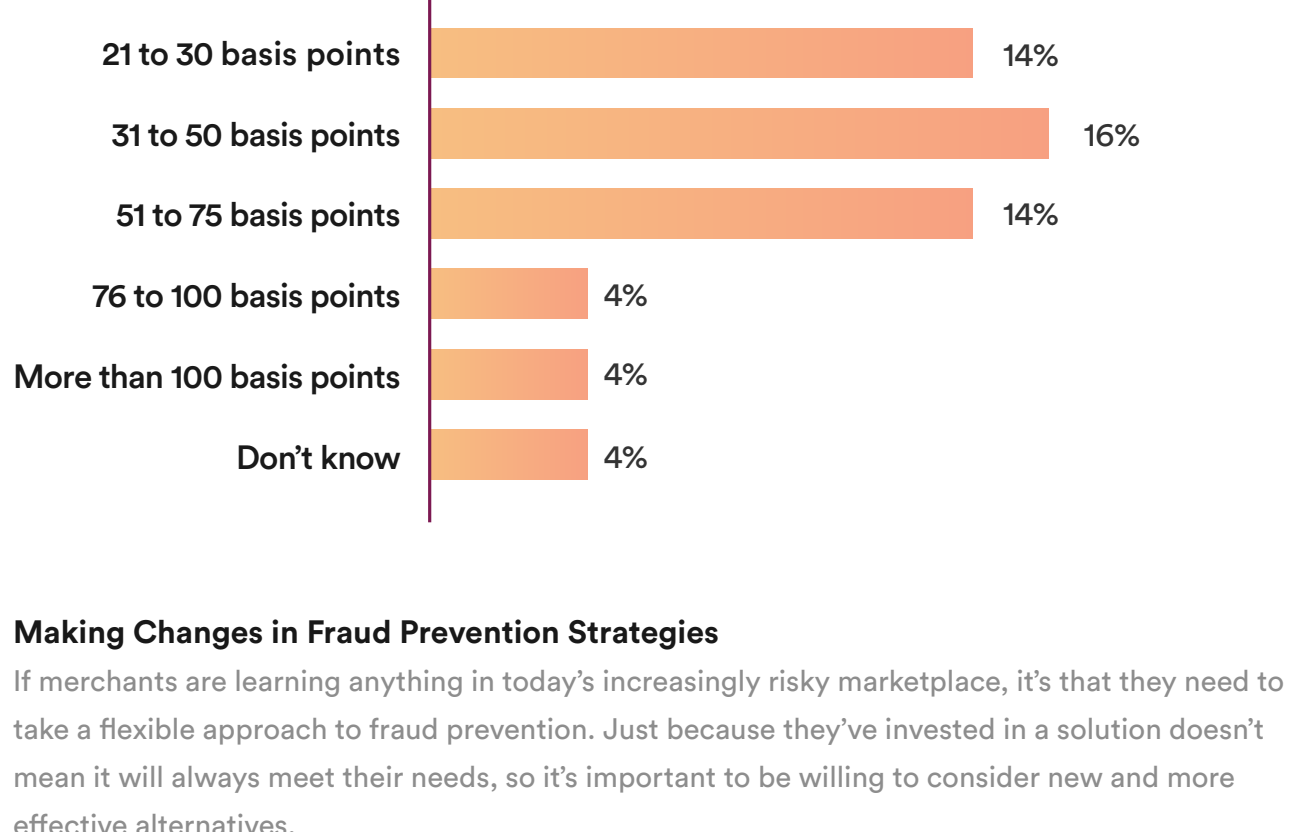 21 to 30 basis points 14%
31 to 50 basis points 16%
51 to 75 basis points 14%
76 to 100 basis points 4%
More than 100 basis points 4%
Don’t know 4%
Making Changes in Fraud Prevention Strategies
If merchants are learning anything in today’s increasingly risky marketplace, it’s that they need to
take a flexible approach to fraud prevention. Just because they’ve invested in a solution doesn’t
mean it will always meet their needs, so it’s important to be willing to consider new and more
effective alternatives.